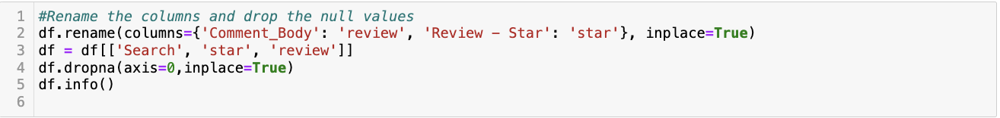 1 #Rename the columns and drop the null values
2 df.rename(columns={'Comment_Body': 'review', 'Review - Star': 'star'}, inplace=True)
3 df = df[['Search', 'star', 'review']]
4 df.dropna(axis=0,inplace=True)
5 df.info()
6